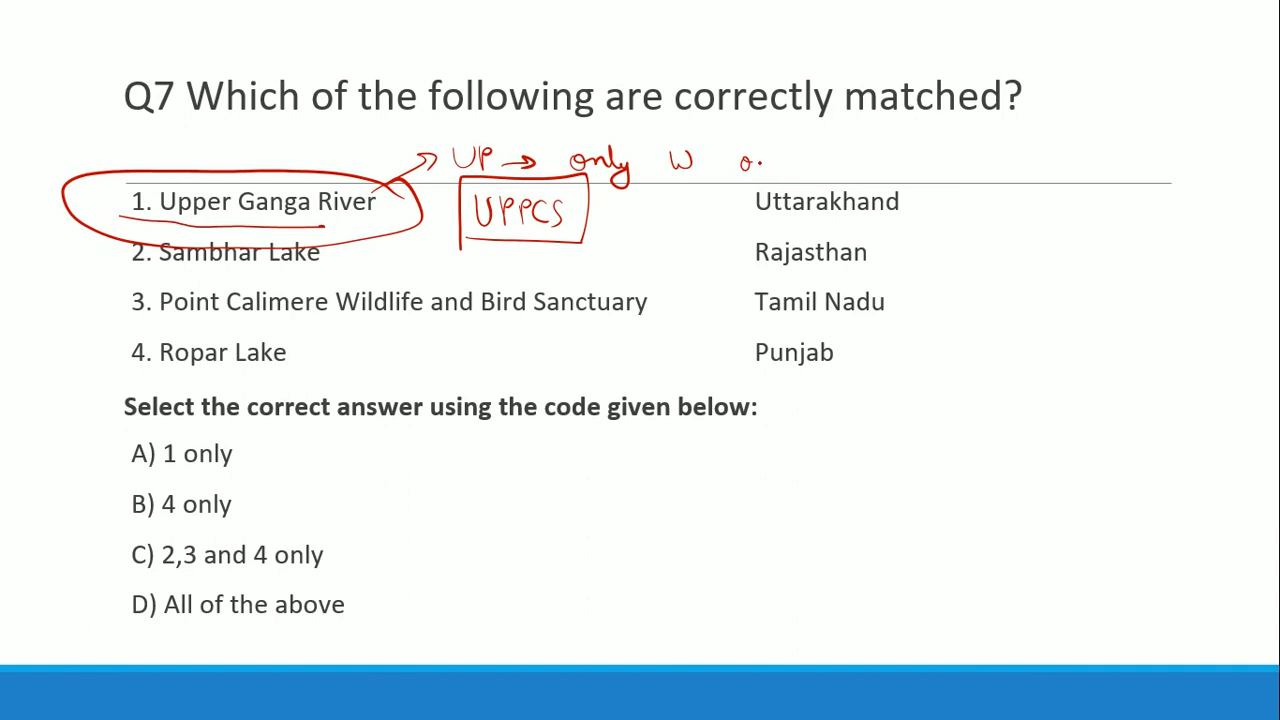 Q7 Which of the following are correctly matched?
UP → only W o.
1. Upper Ganga River UPPCS Uttarakhand
2. Sambhar Lake Rajasthan
3. Point Calimere Wildlife and Bird Sanctuary Tamil Nadu
4. Ropar Lake Punjab
Select the correct answer using the code given below:
A) 1 only
B) 4 only
C) 2,3 and 4 only
D) All of the above